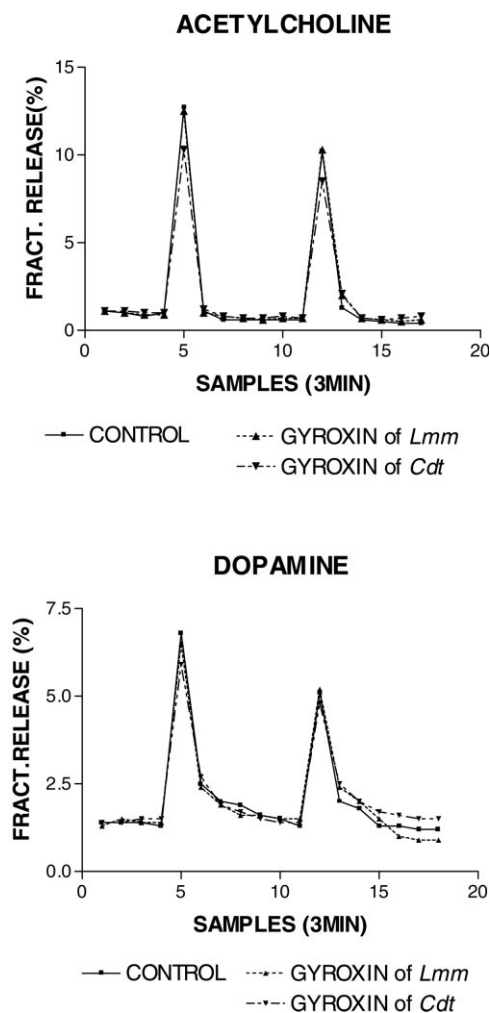 ACETYLCHOLINE
FRACT. RELEASE(%)
15
10
5
0
0 5 10 15 20
SAMPLES (3MIN)
CONTROL GYROXIN of Lmm
GYROXIN of Cdt
DOPAMINE
FRACT.RELEASE (%)
7.5
5.0
2.5
0.0
0 5 10 15 20
SAMPLES (3MIN)
CONTROL GYROXIN of Lmm
GYROXIN of Cdt